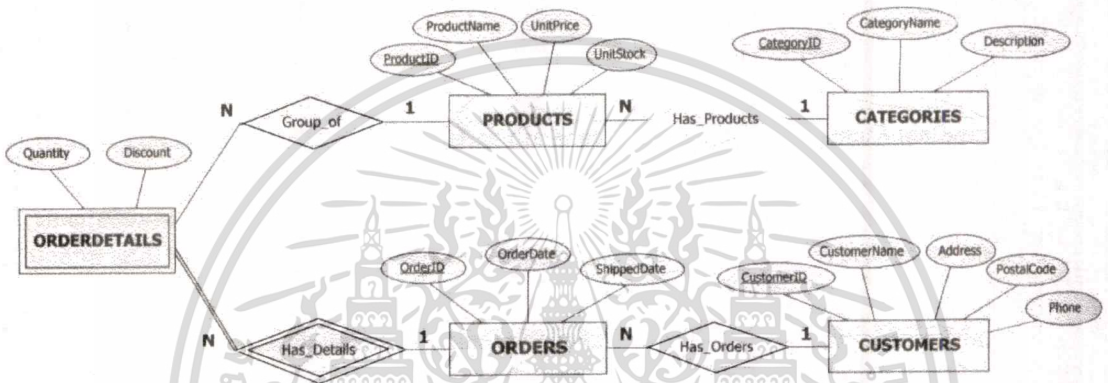 ProductName
UnitPrice
CategoryName
ProductID
UnitStock
CategoryID
Description
N
Group_of
1
PRODUCTS
N
Has_Products
1
CATEGORIES
Quantity
Discount
ORDERDETAILS
OrderID
OrderDate
ShippedDate
CustomerID
CustomerName
Address
PostalCode
Phone
N
Has_Details
1
ORDERS
N
Has_Orders
1
CUSTOMERS